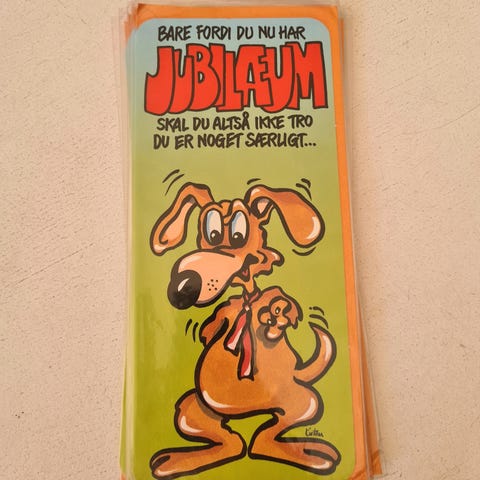 BARE FORDI DU NU HAR
JUBILÆUM
SKAL DU ALTSÅ IKKE TRO
DU ER NOGET SÆRLIGT...